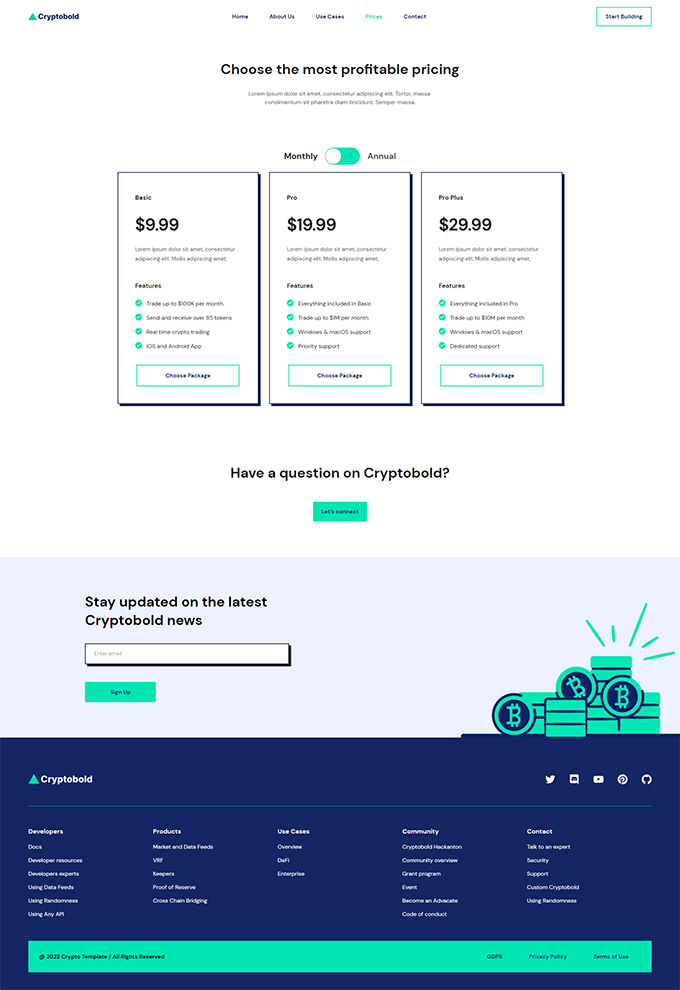 Cryptobold
Home About Us Use Cases Prices Contact
Start Building
Choose the most profitable pricing
Lorem ipsum dolor sit amet, consectetur adipiscing elit. Tortor, massa
condimentum sit pharetra diam tincidunt. Semper massa.
Monthly Annual
Basic
$9.99
Lorem ipsum dolor sit amet, consectetur
adipiscing elit. Mollis adipiscing amet,
Features
Trade up to $100K per month.
Send and receive over 65 tokens
Real time crypto trading
iOS and Android App
Choose Package
Pro
$19.99
Lorem ipsum dolor sit amet, consectetur
adipiscing elit. Mollis adipiscing amet,
Features
Everything included in Basic
Trade up to $1M per month
Windows & macOS support
Priority support
Choose Package
Pro Plus
$29.99
Lorem ipsum dolor sit amet, consectetur
adipiscing elit. Mollis adipiscing amet,
Features
Everything included in Pro
Trade up to $10M per month
Windows & macOS support
Dedicated support
Choose Package
Have a question on Cryptobold?
Let's connect
Stay updated on the latest
Cryptobold news
Enter email
Sign Up
Cryptobold
Developers
Docs
Developer resources
Developers experts
Using Data Feeds
Using Randomness
Using Any API
Products
Market and Data Feeds
VRF
Keepers
Proof of Reserve
Cross Chain Bridging
Use Cases
Overview
DeFi
Enterprise
Community
Cryptobold Hackanton
Community overview
Grant program
Event
Become an Advocate
Code of conduct
Contact
Talk to an expert
Security
Support
Custom Cryptobold
Using Randomness
@ 2022 Crypto Template / All Rights Reserved
GDPR Privacy Policy Terms of Use